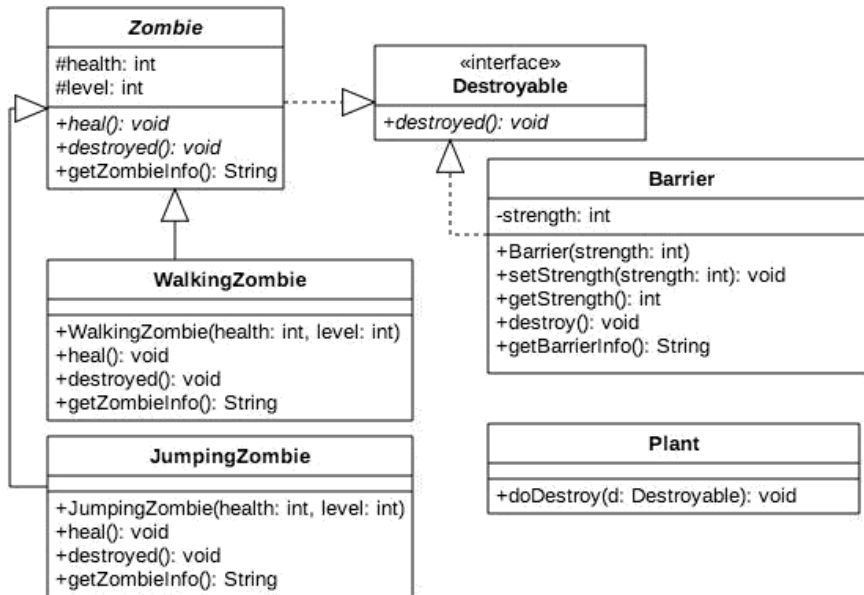 Zombie
#health: int
#level: int
+heal(): void
+destroyed(): void
+getZombieInfo(): String
«interface»
Destroyable
+destroyed(): void
Barrier
-strength: int
+Barrier(strength: int)
+setStrength(strength: int): void
+getStrength(): int
+destroy(): void
+getBarrierInfo(): String
WalkingZombie
+WalkingZombie(health: int, level: int)
+heal(): void
+destroyed(): void
+getZombieInfo(): String
Plant
+doDestroy(d: Destroyable): void
JumpingZombie
+JumpingZombie(health: int, level: int)
+heal(): void
+destroyed(): void
+getZombieInfo(): String